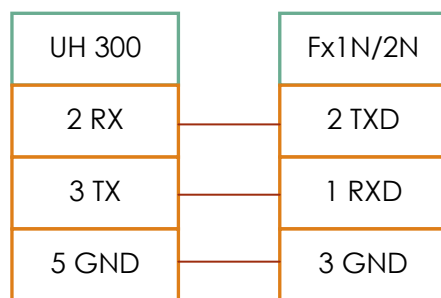 UH 300
Fx1N/2N
2 RX
2 TXD
3 TX
1 RXD
5 GND
3 GND